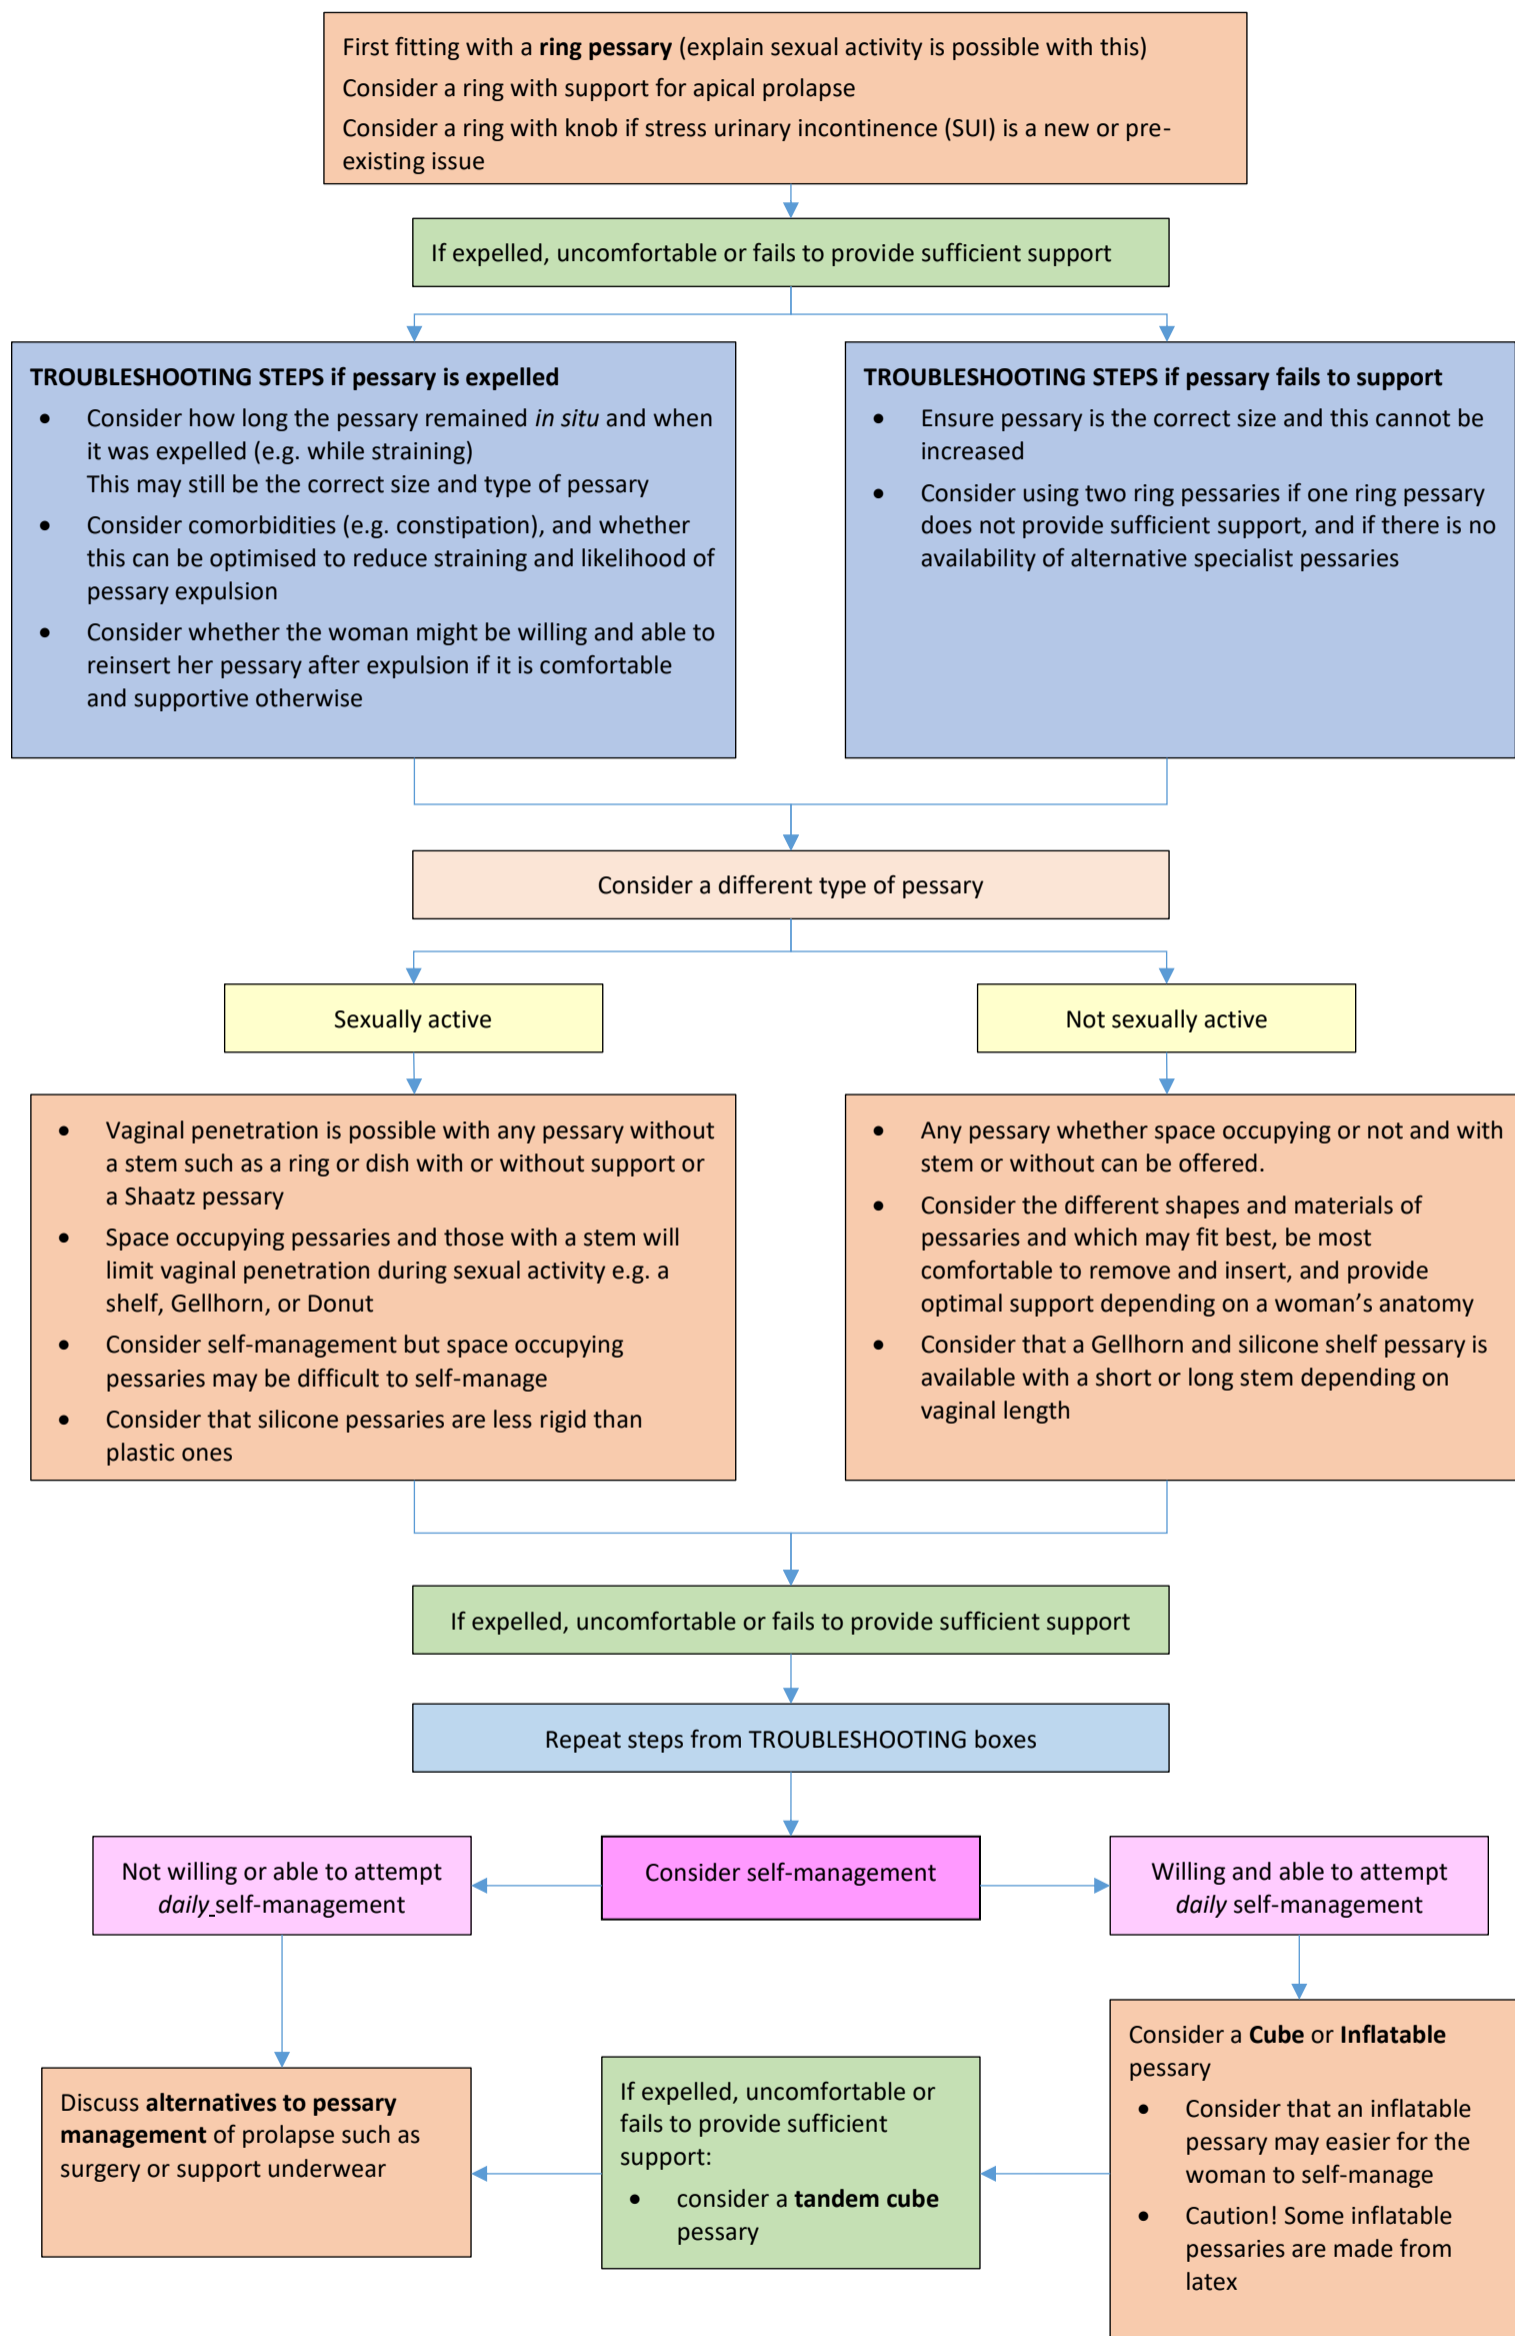 First fitting with a ring pessary (explain sexual activity is possible with this)
Consider a ring with support for apical prolapse
Consider a ring with knob if stress urinary incontinence (SUI) is a new or pre-
existing issue
If expelled, uncomfortable or fails to provide sufficient support
TROUBLESHOOTING STEPS if pessary is expelled
• Consider how long the pessary remained in situ and when
it was expelled (e.g. while straining)
This may still be the correct size and type of pessary
• Consider comorbidities (e.g. constipation), and whether
this can be optimised to reduce straining and likelihood of
pessary expulsion
• Consider whether the woman might be willing and able to
reinsert her pessary after expulsion if it is comfortable
and supportive otherwise
TROUBLESHOOTING STEPS if pessary fails to support
• Ensure pessary is the correct size and this cannot be
increased
• Consider using two ring pessaries if one ring pessary
does not provide sufficient support, and if there is no
availability of alternative specialist pessaries
Consider a different type of pessary
Sexually active
Not sexually active
• Vaginal penetration is possible with any pessary without
a stem such as a ring or dish with or without support or
a Shaatz pessary
• Space occupying pessaries and those with a stem will
limit vaginal penetration during sexual activity e.g. a
shelf, Gellhorn, or Donut
• Consider self-management but space occupying
pessaries may be difficult to self-manage
• Consider that silicone pessaries are less rigid than
plastic ones
• Any pessary whether space occupying or not and with
stem or without can be offered.
• Consider the different shapes and materials of
pessaries and which may fit best, be most
comfortable to remove and insert, and provide
optimal support depending on a woman's anatomy
• Consider that a Gellhorn and silicone shelf pessary is
available with a short or long stem depending on
vaginal length
If expelled, uncomfortable or fails to provide sufficient support
Repeat steps from TROUBLESHOOTING boxes
Not willing or able to attempt
daily self-management
Consider self-management
Willing and able to attempt
daily self-management
Discuss alternatives to pessary
management of prolapse such as
surgery or support underwear
If expelled, uncomfortable or
fails to provide sufficient
support:
• consider a tandem cube
pessary
Consider a Cube or Inflatable
pessary
• Consider that an inflatable
pessary may easier for the
woman to self-manage
• Caution! Some inflatable
pessaries are made from
latex